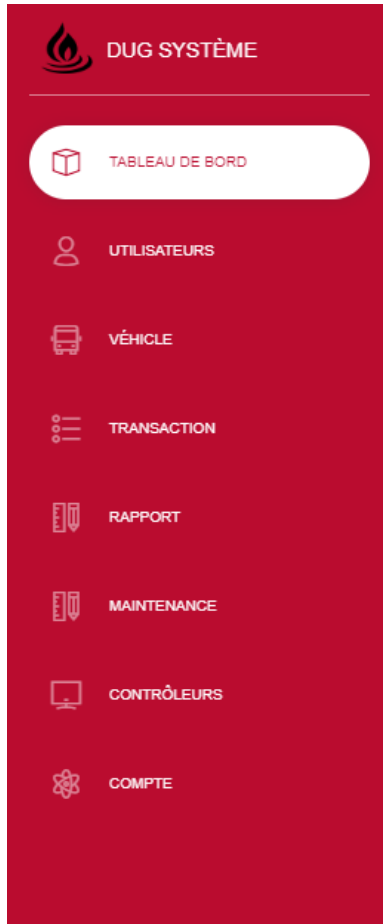 DUG SYSTÈME
TABLEAU DE BORD
UTILISATEURS
VÉHICLE
TRANSACTION
RAPPORT
MAINTENANCE
CONTRÔLEURS
COMPTE